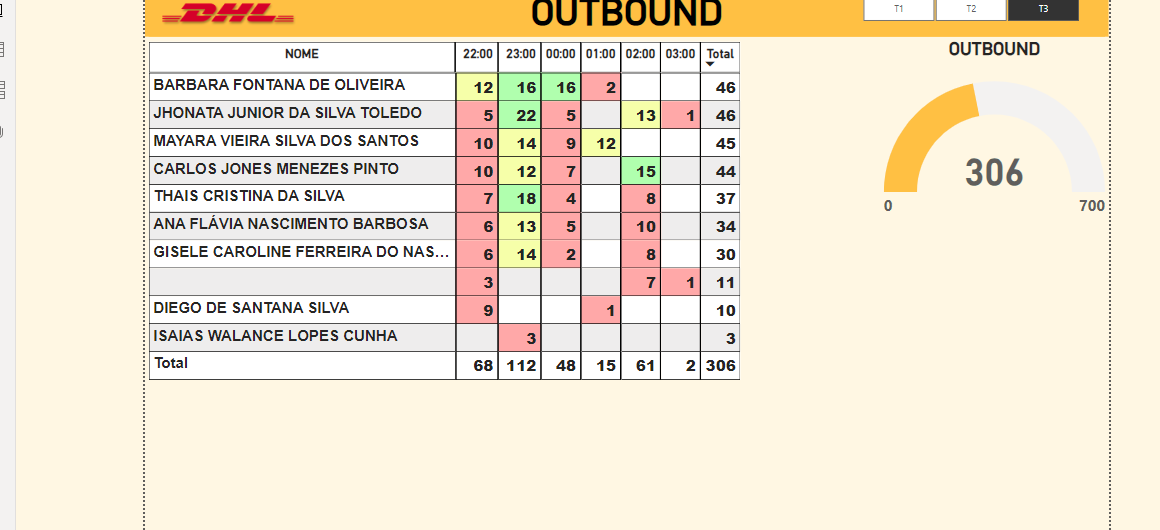 DHL
OUTBOUND
T1 T2 T3
NOME 22:00 23:00 00:00 01:00 02:00 03:00 Total
BARBARA FONTANA DE OLIVEIRA 12 16 16 2 46
JHONATA JUNIOR DA SILVA TOLEDO 5 22 5 13 1 46
MAYARA VIEIRA SILVA DOS SANTOS 10 14 9 12 45
CARLOS JONES MENEZES PINTO 10 12 7 15 44
THAIS CRISTINA DA SILVA 7 18 4 8 37
ANA FLÁVIA NASCIMENTO BARBOSA 6 13 5 10 34
GISELE CAROLINE FERREIRA DO NAS... 6 14 2 8 30
3 7 1 11
DIEGO DE SANTANA SILVA 9 1 10
ISAIAS WALANCE LOPES CUNHA 3 3
Total 68 112 48 15 61 2 306
OUTBOUND
306
0 700